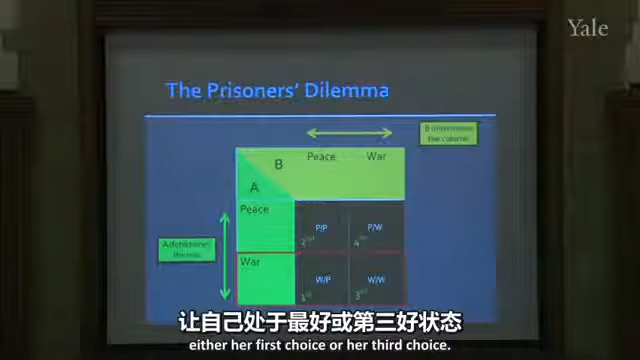 Yale
The Prisoners' Dilemma
B determines
the column
B
Peace
War
A
Peace
P/P
P/W
2nd
4th
A determines
the row
War
W/P
W/W
1st
3rd
让自己处于最好或第三好状态
either her first choice or her third choice.